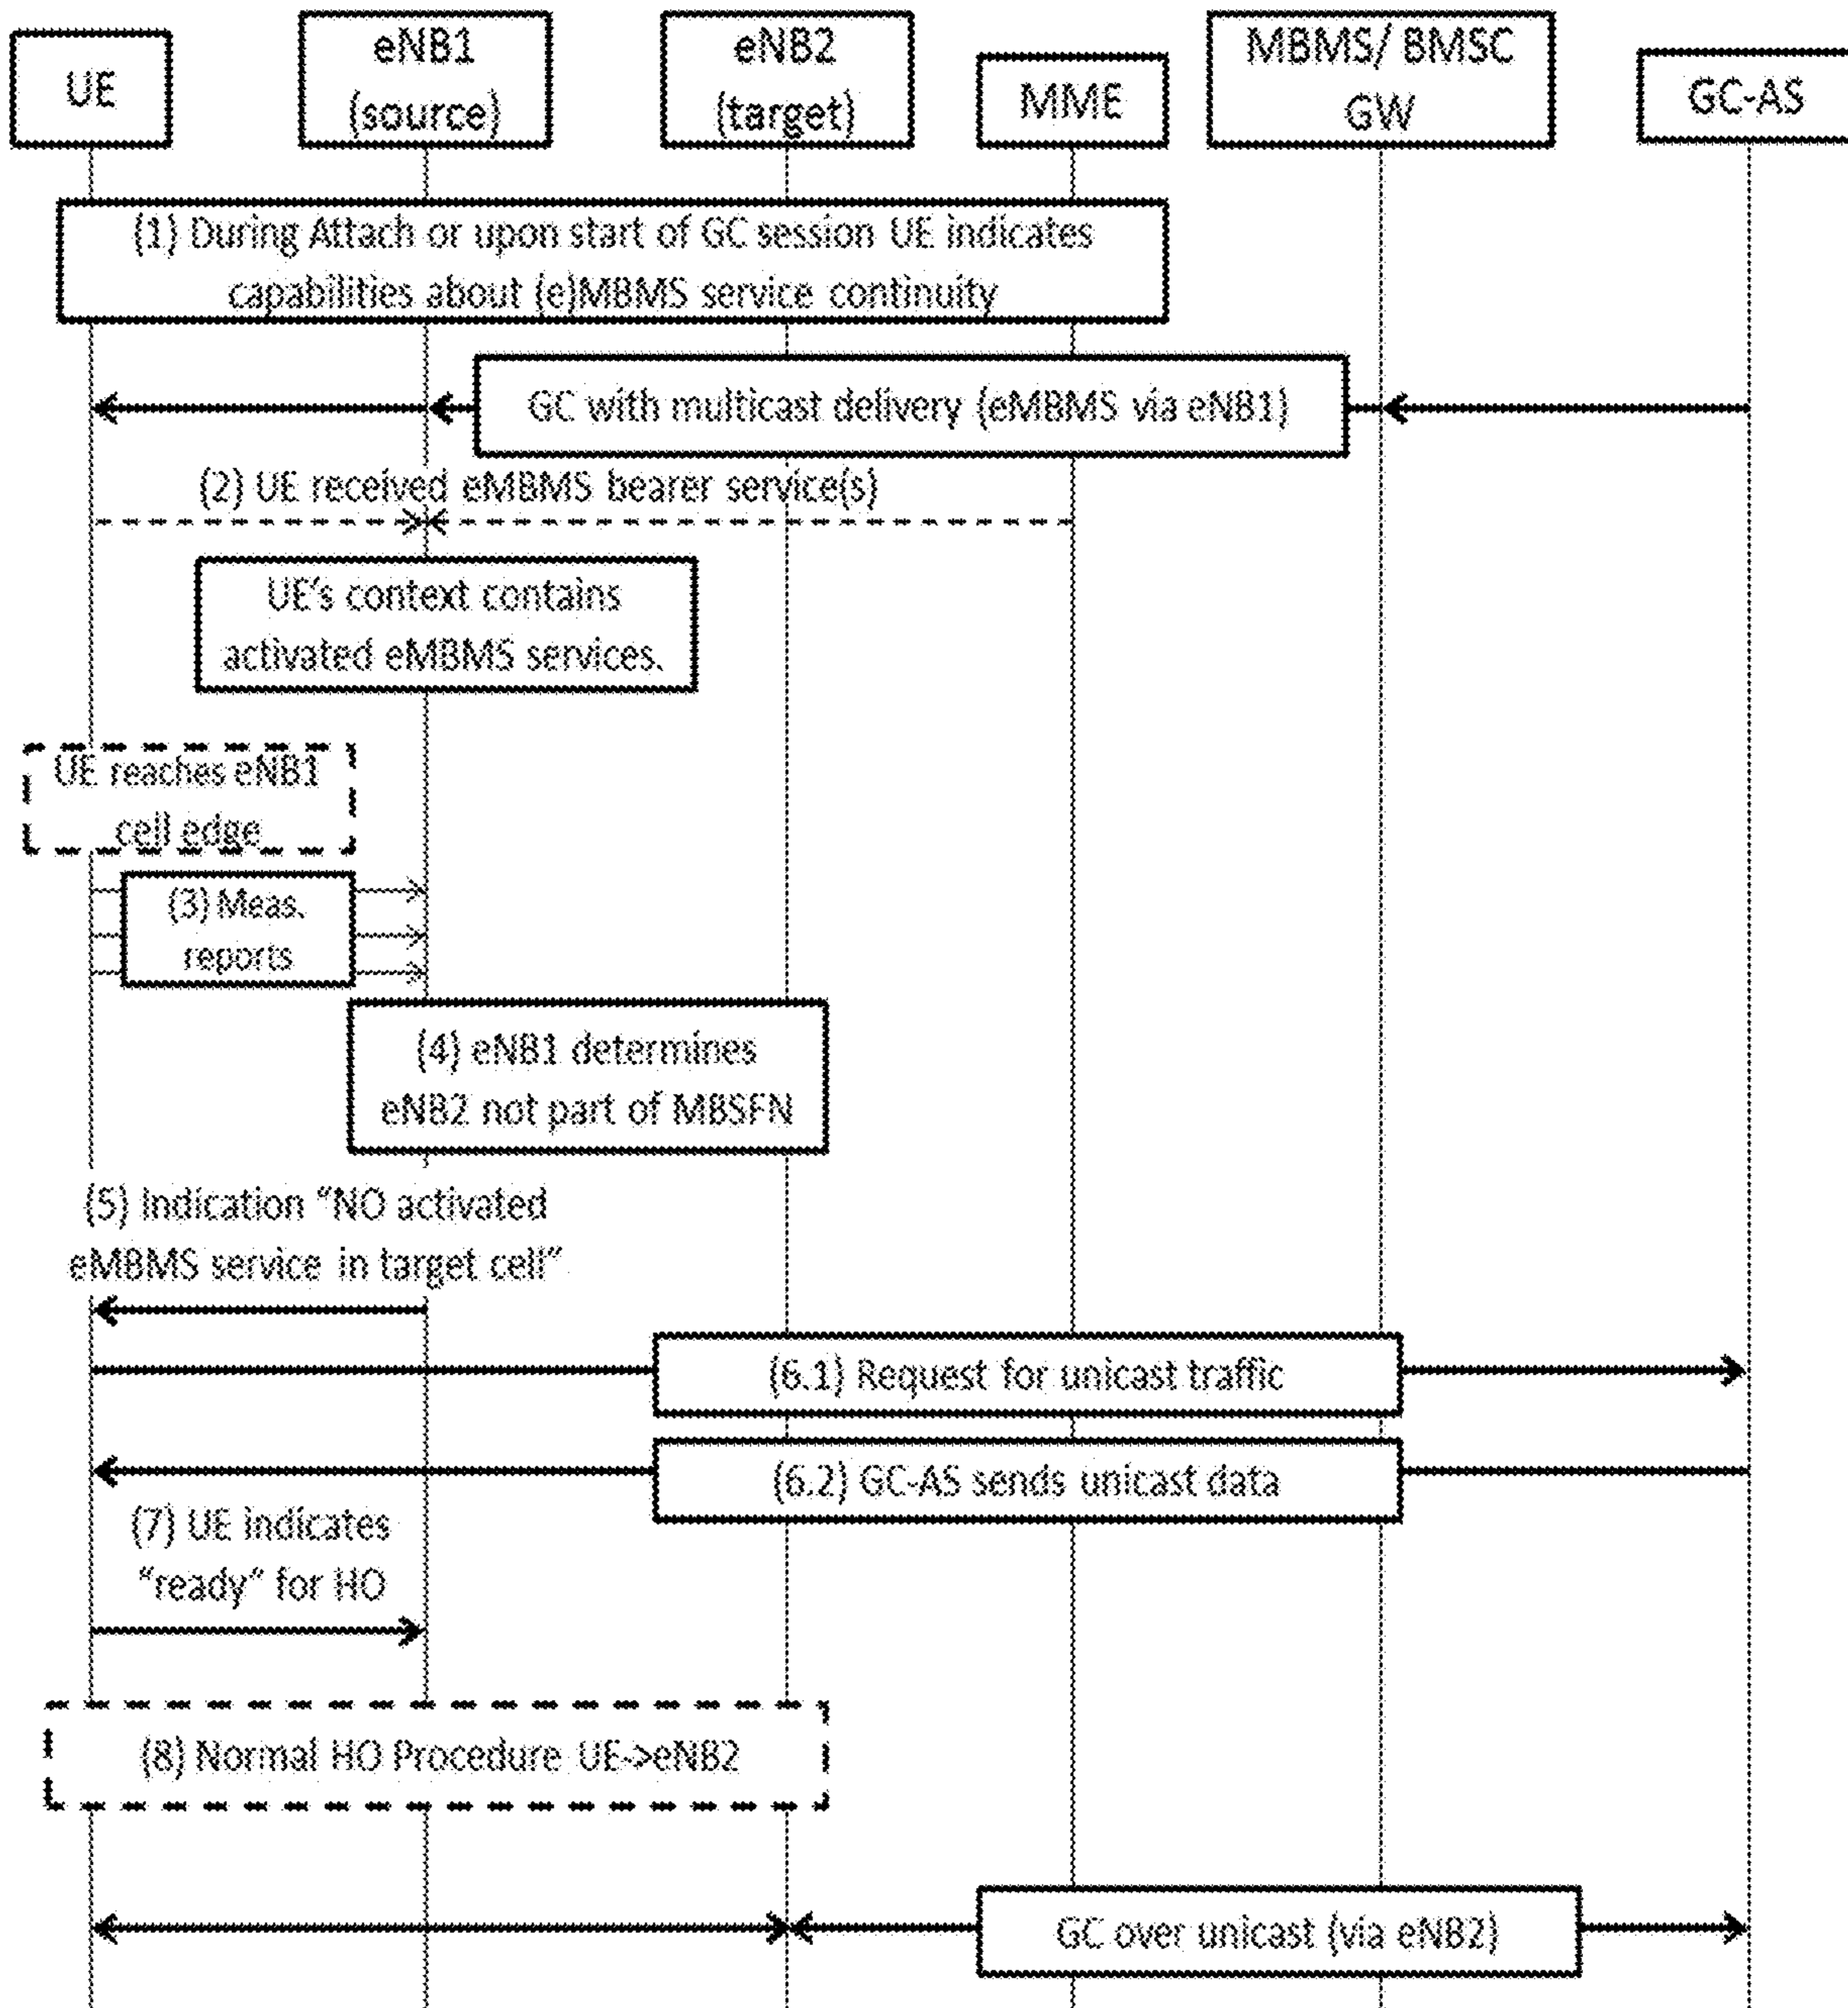 UE
eNB1
(source)
eNB2
(target)
MME
MBMS/ BMSC
GW
GC-AS
(1) During Attach or upon start of GC session UE indicates
capabilities about (e)MBMS service continuity
GC with multicast delivery (eMBMS via eNB1)
(2) UE received eMBMS bearer service(s)
UE's context contains
activated eMBMS services.
UE reaches eNB1
cell edge
(3) Meas.
reports
(4) eNB1 determines
eNB2 not part of MBSFN
(5) Indication “NO activated
eMBMS service in target cell”
(6.1) Request for unicast traffic
(6.2) GC-AS sends unicast data
(7) UE indicates
“ready” for HO
(8) Normal HO Procedure UE->eNB2
GC over unicast (via eNB2)